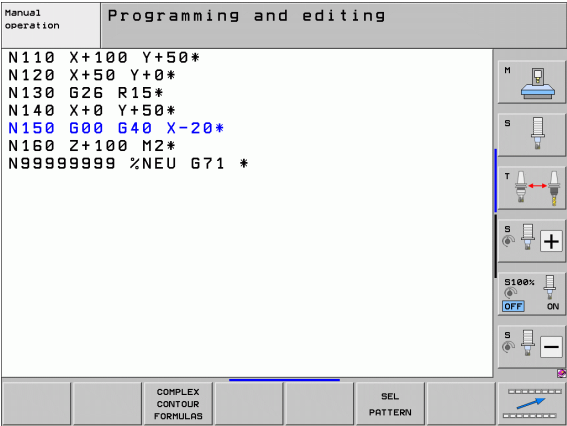 Manual
operation
Programming and editing
N110 X+100 Y+50*
N120 X+50 Y+0*
N130 G26 R15*
N140 X+0 Y+50*
N150 G00 G40 X-20*
N160 Z+100 M2*
N99999999 %NEU G71 *
M
S
T
S
S100%
OFF ON
S
COMPLEX
CONTOUR
FORMULAS
SEL
PATTERN